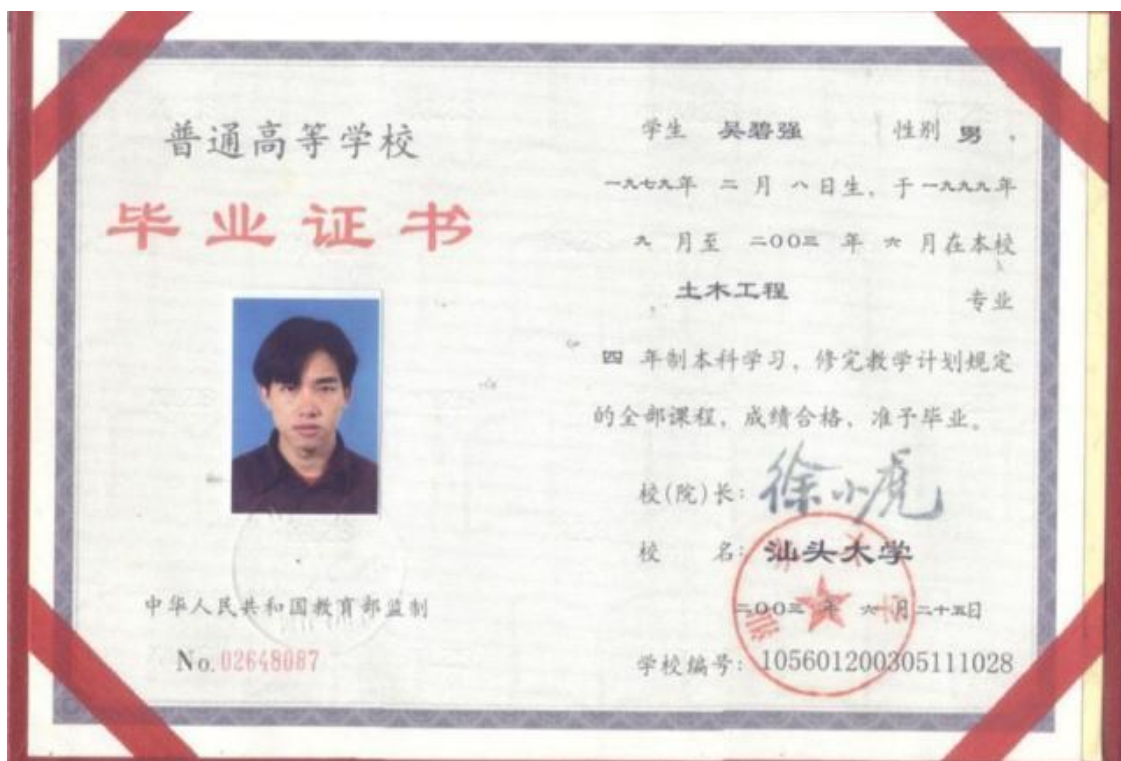 普通高等学校
毕业证书
中华人民共和国教育部监制
No.02648087
学生 吴碧强 性别 男，
一九七九年 二 月 八日生，于一九九九年
九 月至 二〇〇三 年 六 月在本校
土木工程 专业
四 年制本科学习，修完教学计划规定
的全部课程，成绩合格，准予毕业。
校(院)长：徐小虎
校 名：汕头大学
二〇〇三 年 六 月二十五日
学校编号：105601200305111028